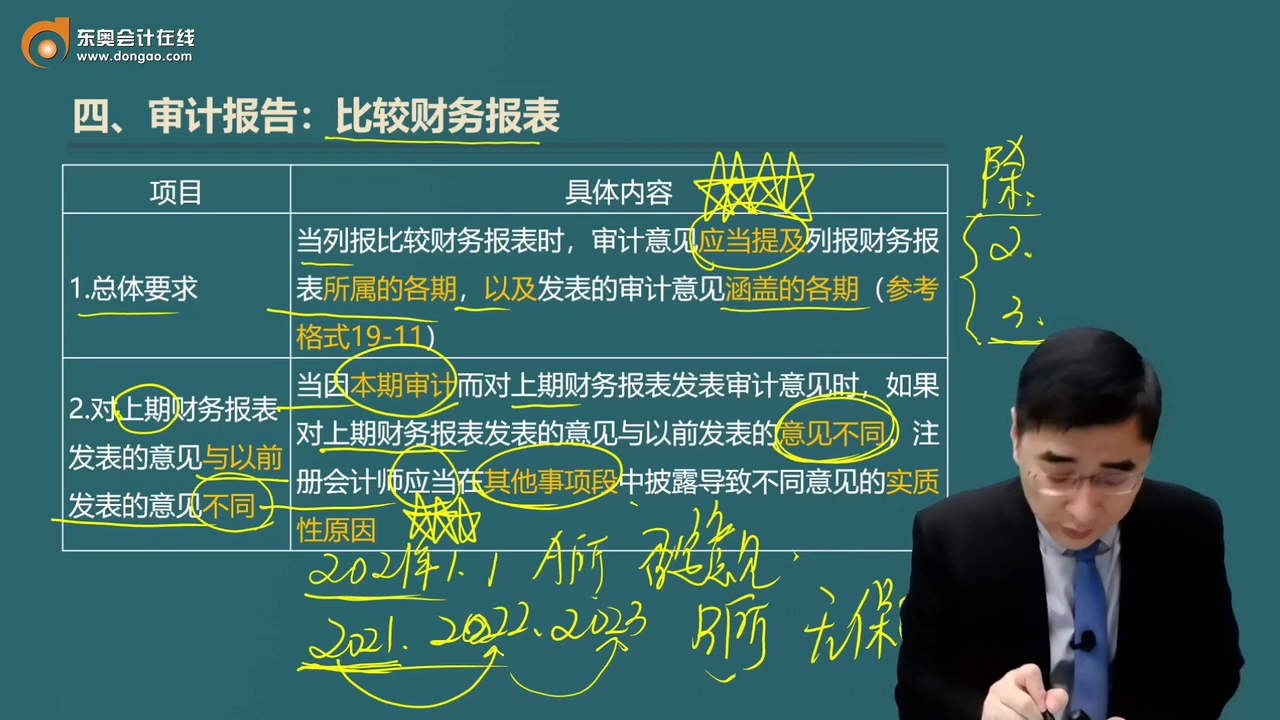 东奥会计在线
www.dongao.com
四、审计报告：比较财务报表
项目
具体内容
1.总体要求
当列报比较财务报表时，审计意见应当提及列报财务报
表所属的各期，以及发表的审计意见涵盖的各期（参考
格式19-11）
2.对上期财务报表
发表的意见与以前
发表的意见不同
当因本期审计而对上期财务报表发表审计意见时，如果
对上期财务报表发表的意见与以前发表的意见不同，注
册会计师应当在其他事项段中披露导致不同意见的实质
性原因
除:
2.
3.
2021年1.1 A所 意见
2021. 2022、2023 B所 无保